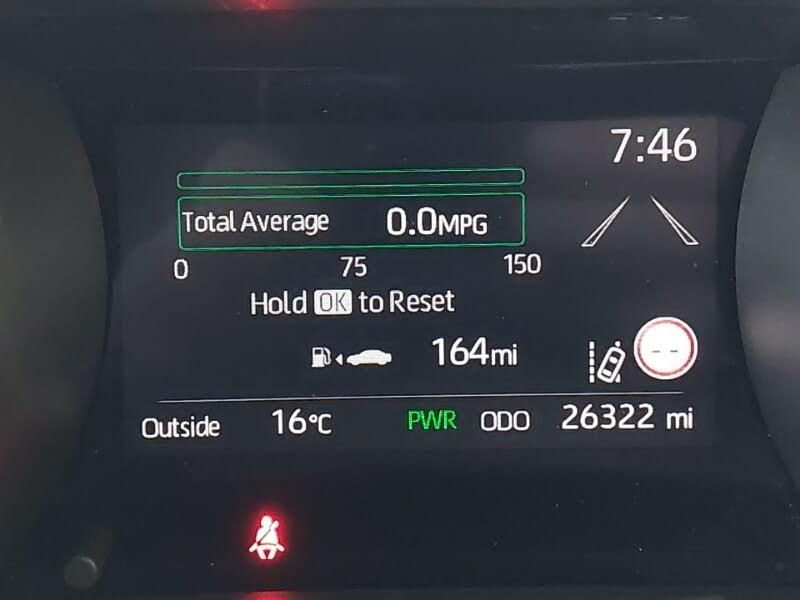 7:46
Total Average 0.0MPG
0 75 150
Hold OK to Reset
164mi
--
Outside 16°C PWR ODO 26322 mi